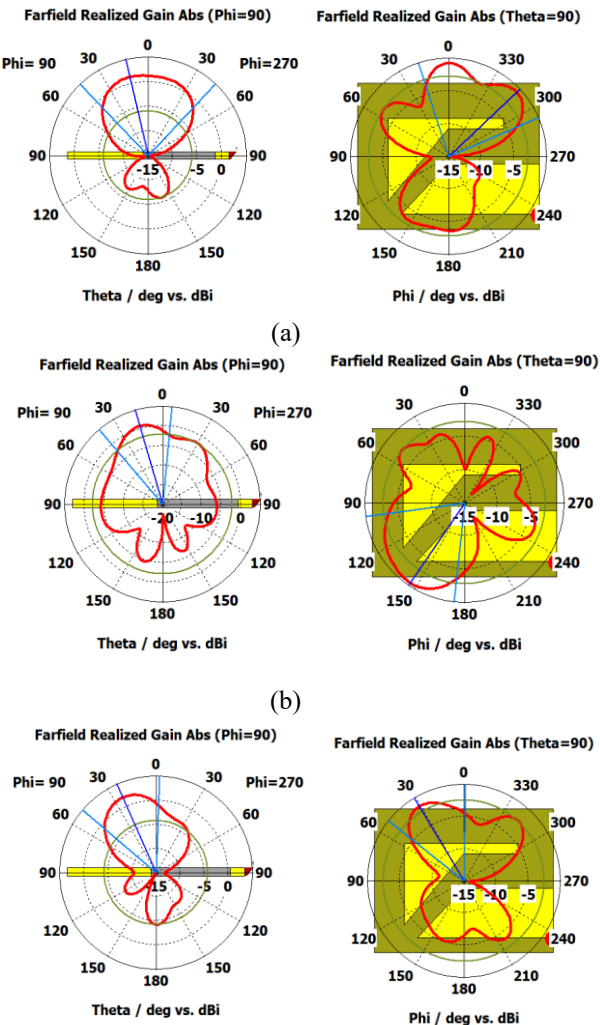 Farfield Realized Gain Abs (Phi=90)
Farfield Realized Gain Abs (Theta=90)
0
0
Phi= 90 30 30 Phi=270
30 330
60 60
60 300
90 -15 -5 0 90
90 -15 -10 -5 270
120 120
120 240
150 150
150 210
180
180
Theta / deg vs. dBi
Phi / deg vs. dBi
(a)
Farfield Realized Gain Abs (Phi=90)
Farfield Realized Gain Abs (Theta=90)
0
0
Phi= 90 30 30 Phi=270
30 330
60 60
60 300
90 -20 -10 0 90
90 -15 -10 -5 270
120 120
120 240
150 150
150 210
180
180
Theta / deg vs. dBi
Phi / deg vs. dBi
(b)
Farfield Realized Gain Abs (Phi=90)
Farfield Realized Gain Abs (Theta=90)
0
0
Phi= 90 30 30 Phi=270
30 330
60 60
60 300
90 -15 -5 0 90
90 -15 -10 -5 270
120 120
120 240
150 150
150 210
180
180
Theta / deg vs. dBi
Phi / deg vs. dBi